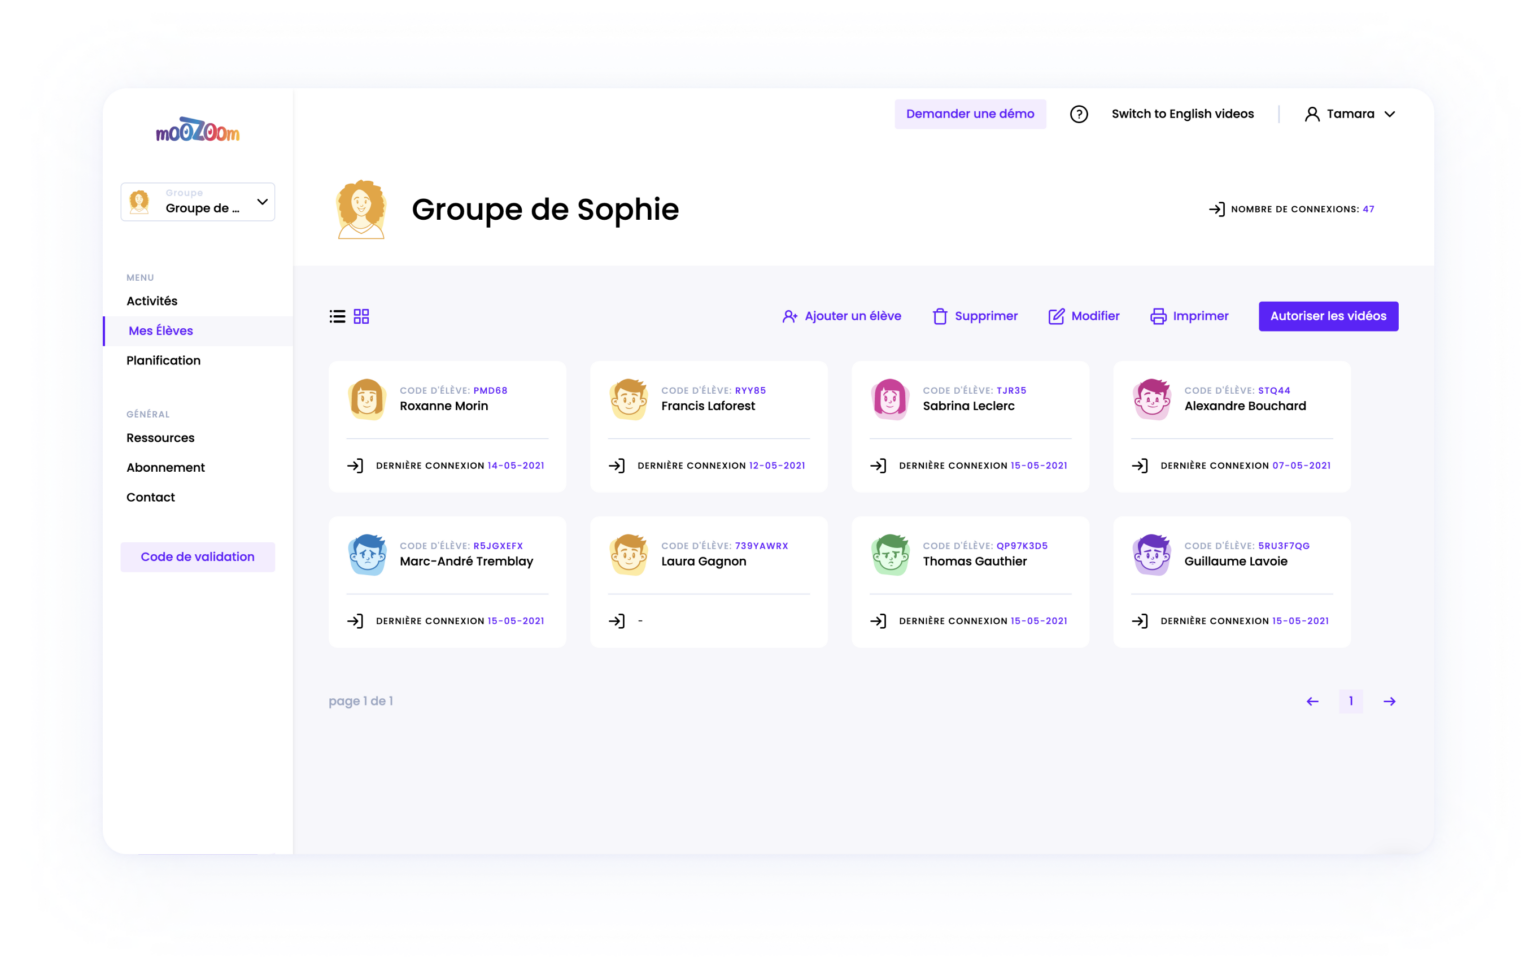 mooZoom
Demander une démo
Switch to English videos
Tamara
Groupe
Groupe de ...
Groupe de Sophie
NOMBRE DE CONNEXIONS: 47
MENU
Activités
Mes Élèves
Planification
GÉNÉRAL
Ressources
Abonnement
Contact
Code de validation
Ajouter un élève
Supprimer
Modifier
Imprimer
Autoriser les vidéos
CODE D'ÉLÈVE: PMD68
Roxanne Morin
DERNIÈRE CONNEXION 14-05-2021
CODE D'ÉLÈVE: RYY85
Francis Laforest
DERNIÈRE CONNEXION 12-05-2021
CODE D'ÉLÈVE: TJR35
Sabrina Leclerc
DERNIÈRE CONNEXION 15-05-2021
CODE D'ÉLÈVE: STQ44
Alexandre Bouchard
DERNIÈRE CONNEXION 07-05-2021
CODE D'ÉLÈVE: R5JGXEFX
Marc-André Tremblay
DERNIÈRE CONNEXION 15-05-2021
CODE D'ÉLÈVE: 739YAWRX
Laura Gagnon
-
CODE D'ÉLÈVE: QP97K3D5
Thomas Gauthier
DERNIÈRE CONNEXION 15-05-2021
CODE D'ÉLÈVE: 5RU3F7QG
Guillaume Lavoie
DERNIÈRE CONNEXION 15-05-2021
page 1 de 1
1